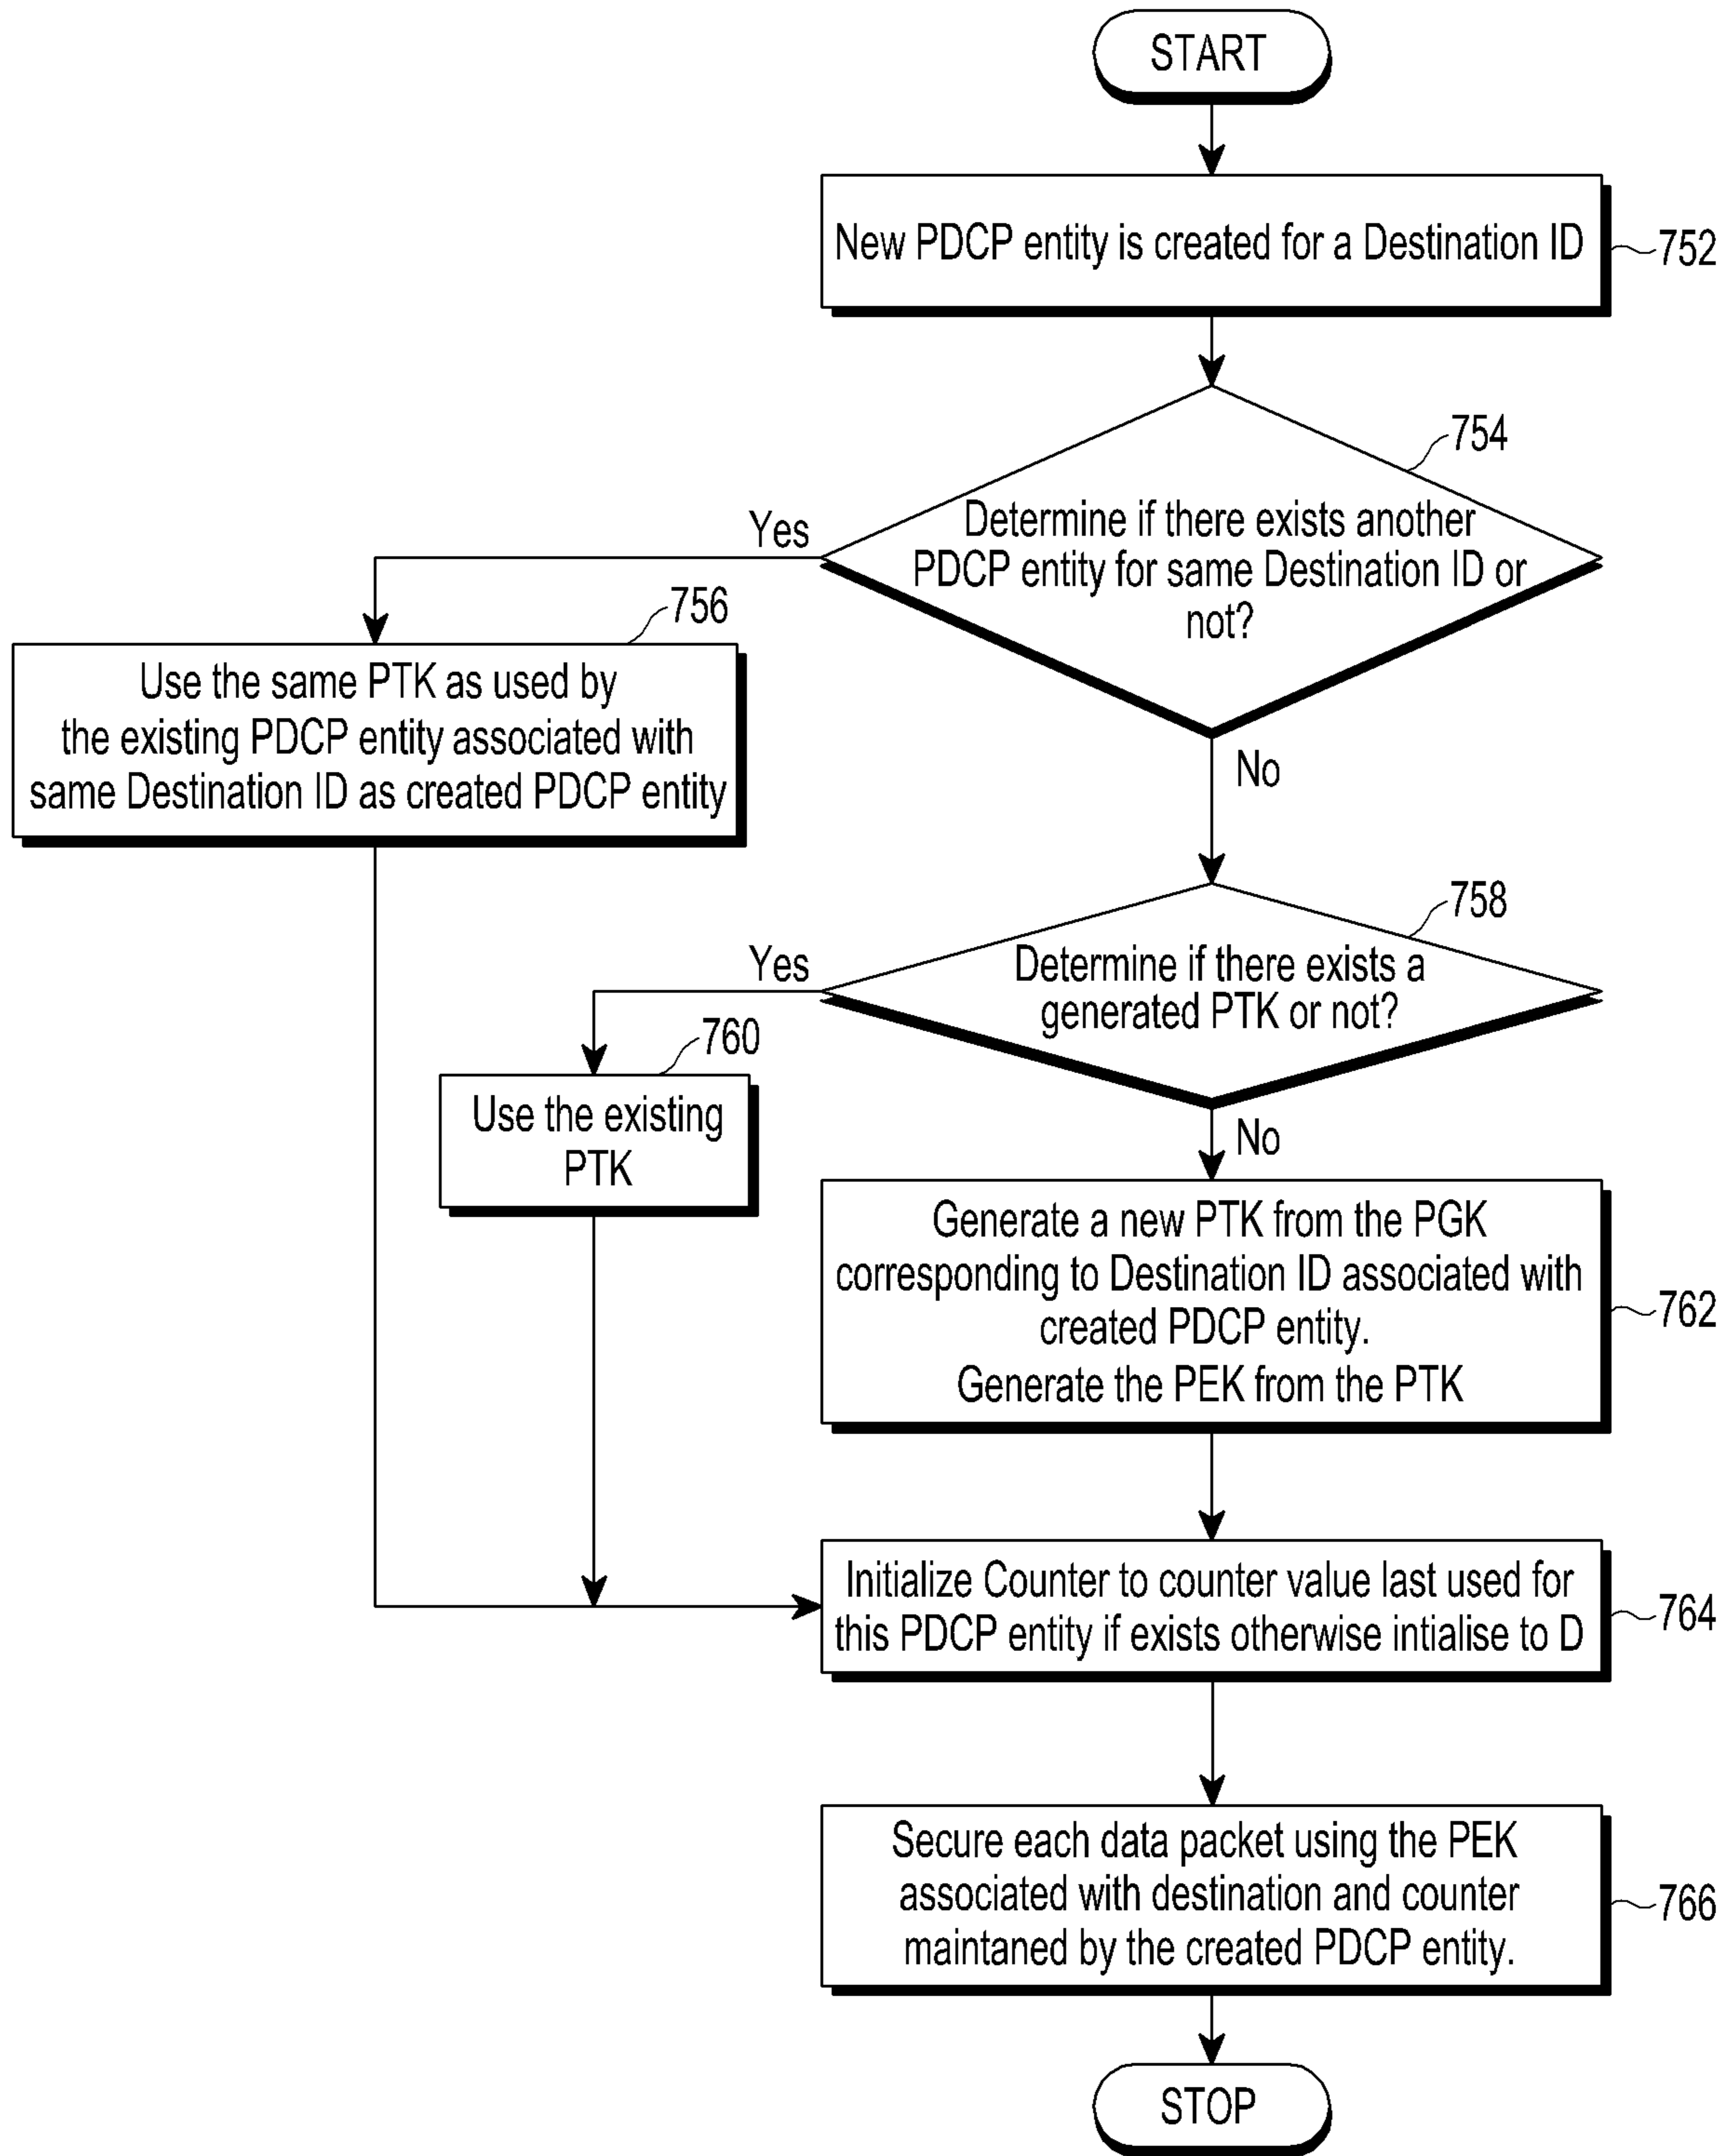 START
New PDCP entity is created for a Destination ID
752
754
Determine if there exists another
PDCP entity for same Destination ID or
not?
Yes
No
756
Use the same PTK as used by
the existing PDCP entity associated with
same Destination ID as created PDCP entity
758
Determine if there exists a
generated PTK or not?
Yes
No
760
Use the existing
PTK
Generate a new PTK from the PGK
corresponding to Destination ID associated with
created PDCP entity.
Generate the PEK from the PTK
762
Initialize Counter to counter value last used for
this PDCP entity if exists otherwise intialise to D
764
Secure each data packet using the PEK
associated with destination and counter
maintaned by the created PDCP entity.
766
STOP